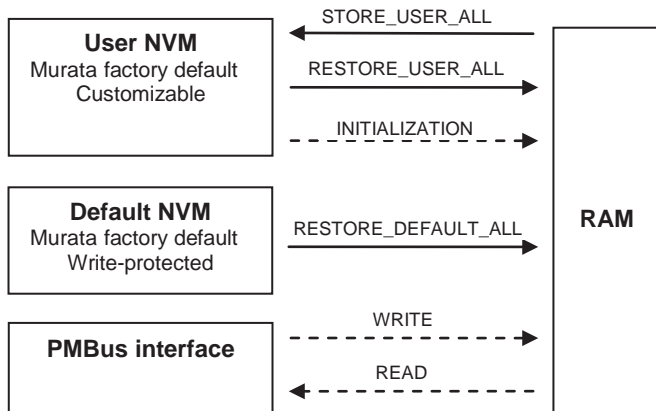 STORE_USER_ALL
User NVM
Murata factory default
Customizable
RESTORE_USER_ALL
INITIALIZATION
Default NVM
Murata factory default
Write-protected
RESTORE_DEFAULT_ALL
RAM
PMBus interface
WRITE
READ